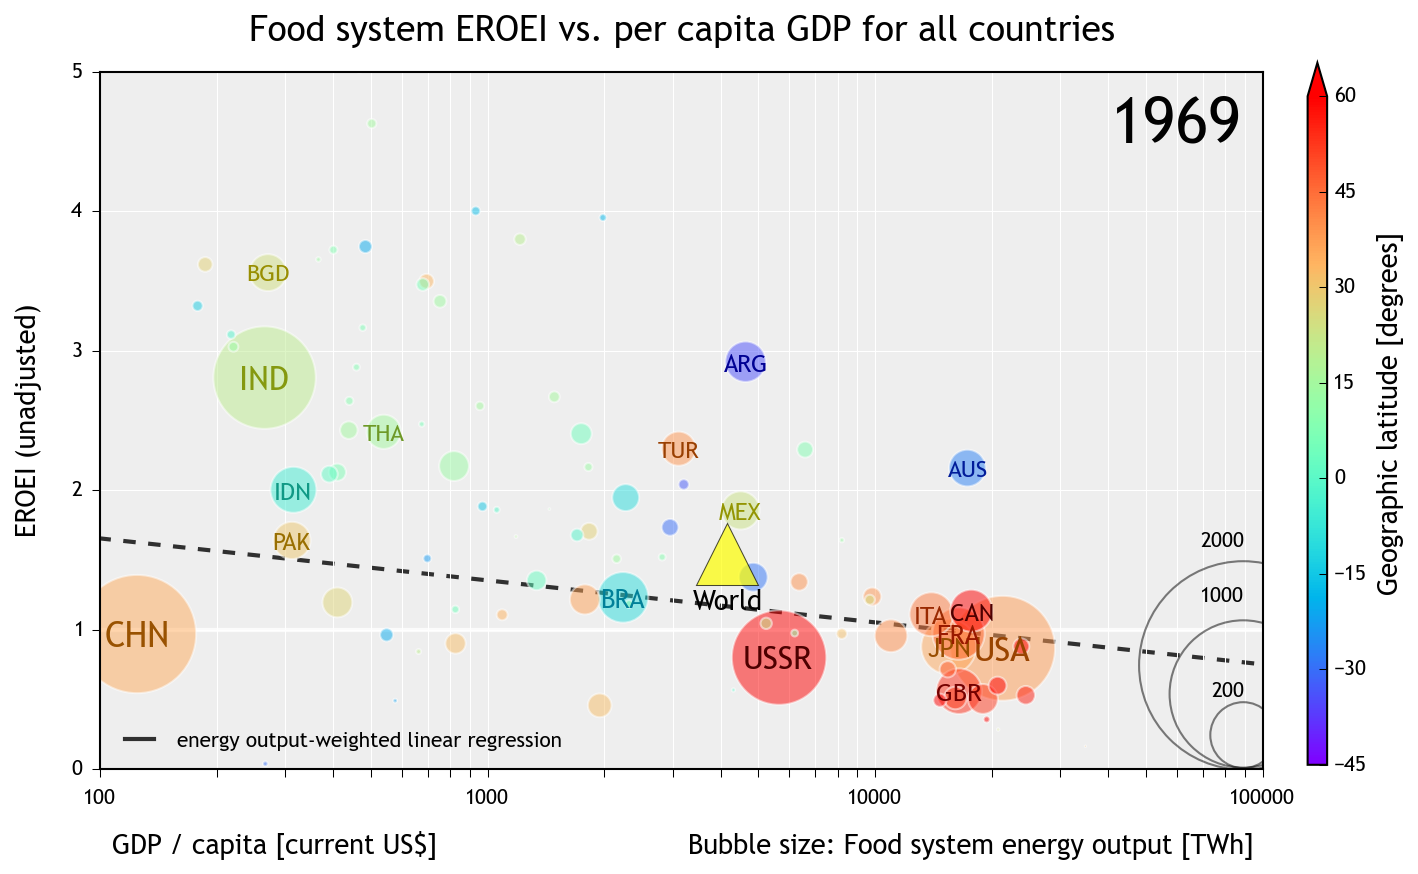 Food system EROEI vs. per capita GDP for all countries
1969
5
4
3
2
1
0
EROEI (unadjusted)
BGD
IND
THA
IDN
PAK
CHN
ARG
TUR
AUS
MEX
World
BRA
USSR
ITA
CAN
FRA
JPN
USA
GBR
2000
1000
200
energy output-weighted linear regression
100
1000
10000
100000
GDP / capita [current US$]
Bubble size: Food system energy output [TWh]
60
45
30
15
0
−15
−30
−45
Geographic latitude [degrees]